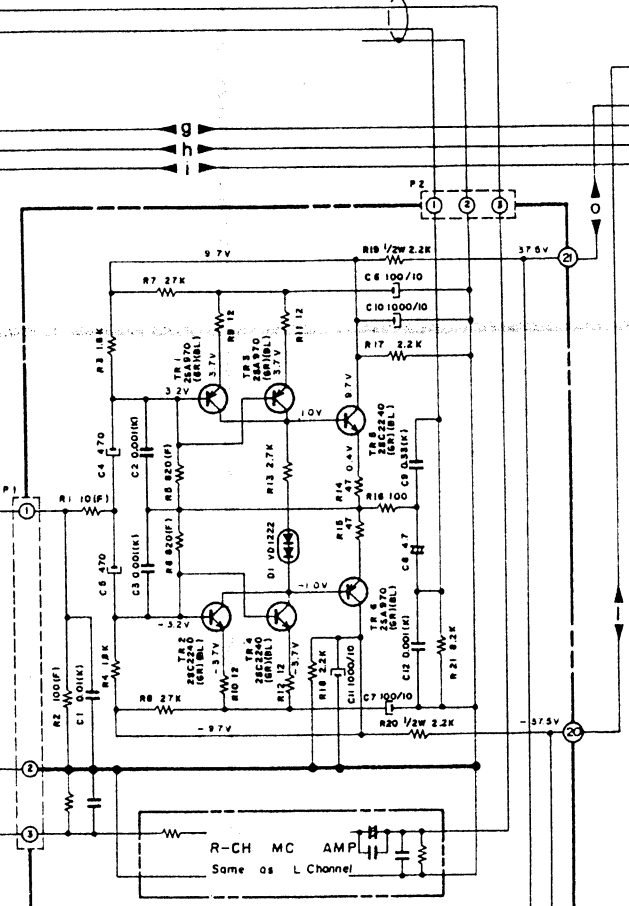 g
h
i
P2
1
2
3
O
R19 1/2W 2.2K
37.5V
21
9.7V
R7 27K
C6 100/10
C10 1000/10
R17 2.2K
R3 1.8K
R9 12
R11 12
TR1
2SA970
(GR)(BL)
3.7V
TR3
2SA970
(GR)(BL)
3.7V
9.7V
3.2V
1.0V
TR5
2SC2240
(GR)(BL)
C4 470
C2 0.001(K)
R5 820(F)
R13 2.7K
R14
47
0.4V
C9 0.33(K)
P1
1
R1 10(F)
R16 100
R15
47
R6 820(F)
D1 VD1222
C8 4.7
C5 470
C3 0.001(K)
-1.0V
-3.2V
TR6
2SA970
(GR)(BL)
C12 0.001(K)
R21 8.2K
TR2
2SC2240
(GR)(BL)
-3.7V
TR4
2SC2240
(GR)(BL)
-3.7V
R4 1.8K
R10 12
R12
12
R18 2.2K
C11 1000/10
R2 100(F)
C1 0.01(K)
R8 27K
C7 100/10
R20 1/2W 2.2K
-37.5V
20
-9.7V
2
3
R-CH MC AMP
Same as L Channel